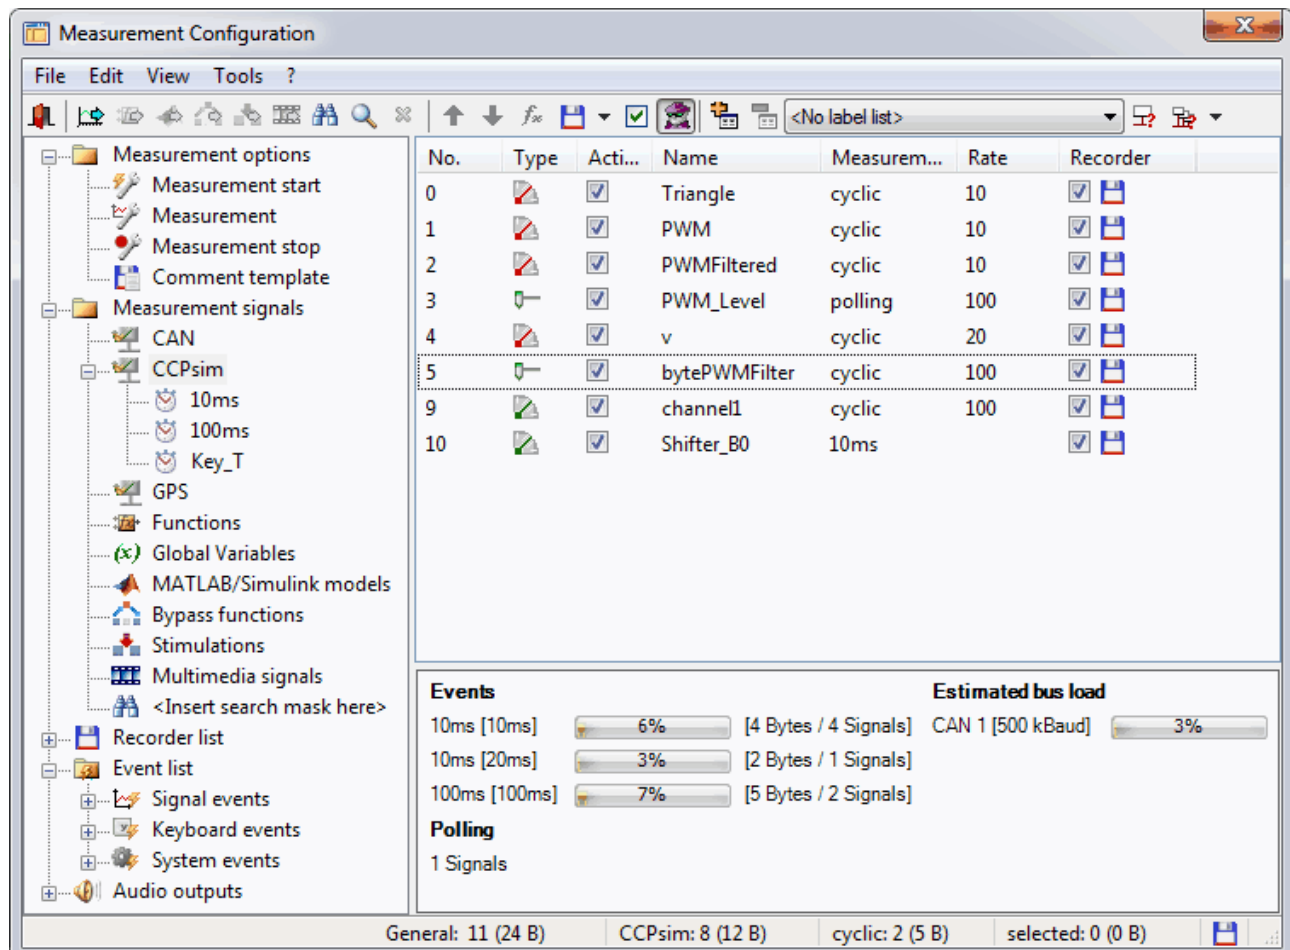 Measurement Configuration
File Edit View Tools ?
<No label list>
Measurement options
Measurement start
Measurement
Measurement stop
Comment template
Measurement signals
CAN
CCPsim
10ms
100ms
Key_T
GPS
Functions
Global Variables
MATLAB/Simulink models
Bypass functions
Stimulations
Multimedia signals
<Insert search mask here>
Recorder list
Event list
Signal events
Keyboard events
System events
Audio outputs
No. Type Acti... Name Measurem... Rate Recorder
0 Triangle cyclic 10
1 PWM cyclic 10
2 PWMFiltered cyclic 10
3 PWM_Level polling 100
4 v cyclic 20
5 bytePWMFilter cyclic 100
9 channel1 cyclic 100
10 Shifter_B0 10ms
Events Estimated bus load
10ms [10ms] 6% [4 Bytes / 4 Signals] CAN 1 [500 kBaud] 3%
10ms [20ms] 3% [2 Bytes / 1 Signals]
100ms [100ms] 7% [5 Bytes / 2 Signals]
Polling
1 Signals
General: 11 (24 B) CCPsim: 8 (12 B) cyclic: 2 (5 B) selected: 0 (0 B)